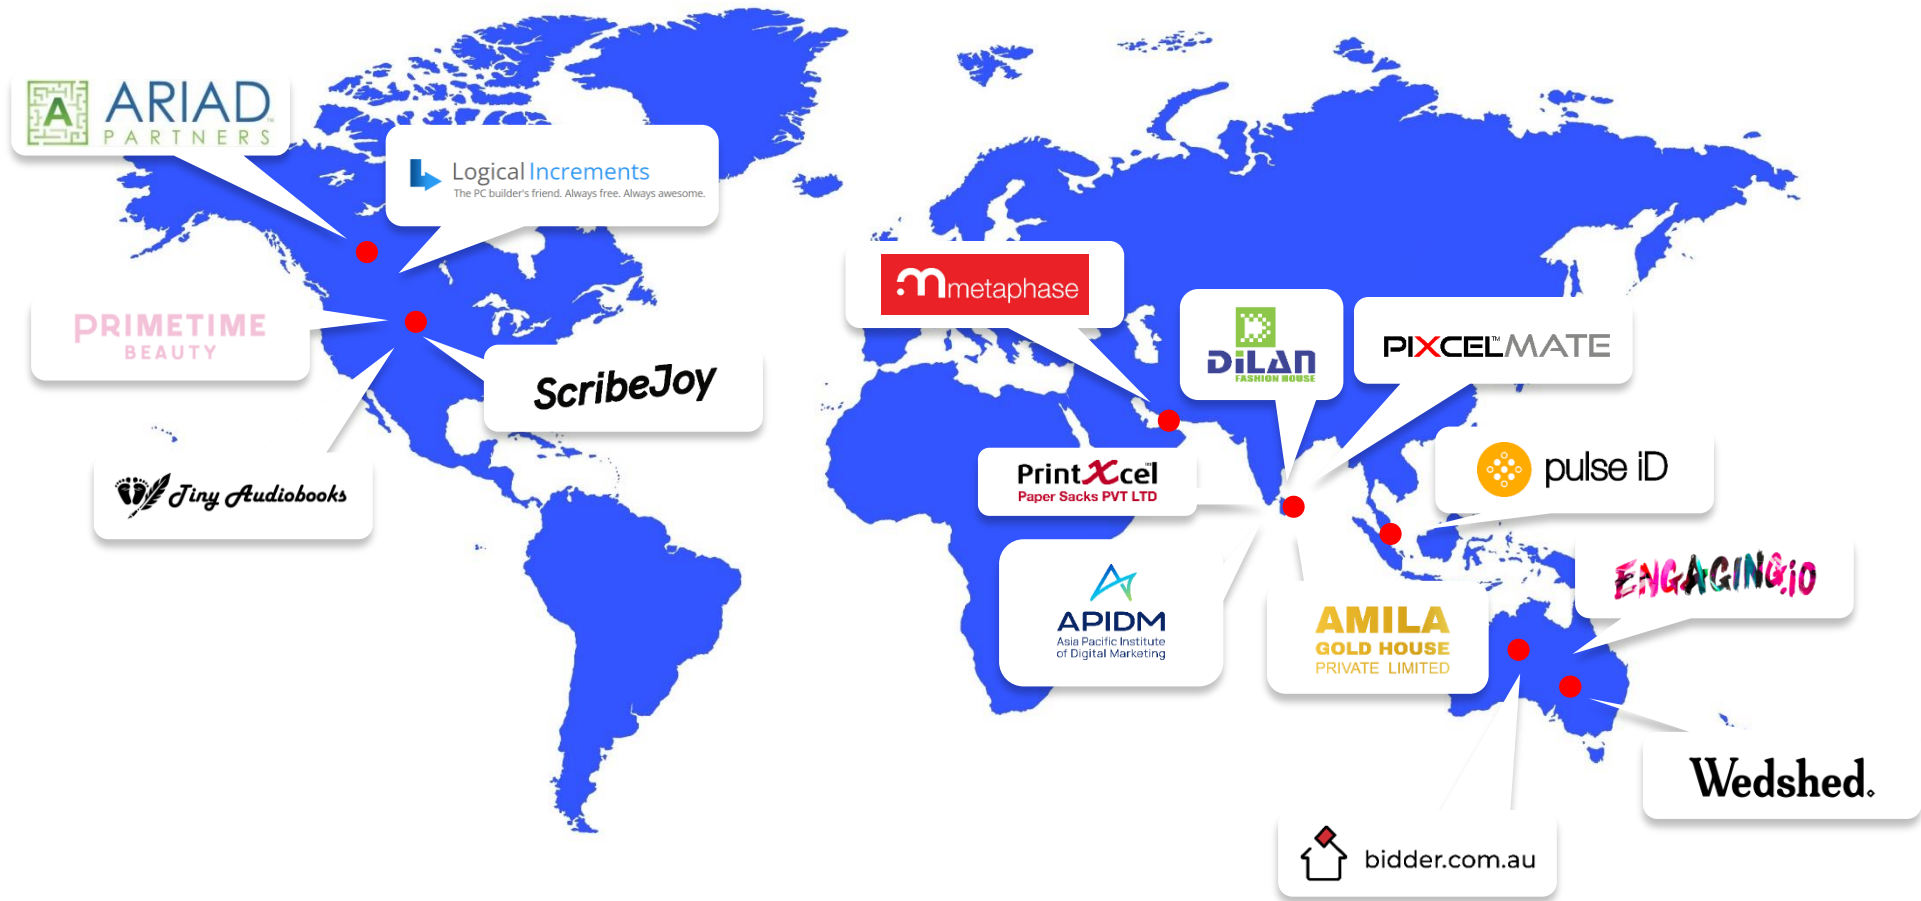 A
ARIAD
PARTNERS
Logical Increments
The PC builder's friend. Always free. Always awesome.
PRIMETIME
BEAUTY
ScribeJoy
Tiny Audiobooks
metaphase
DiLAN
FASHION HOUSE
PIXCEL™MATE
PrintXcel
Paper Sacks PVT LTD
pulse iD
APIDM
Asia Pacific Institute
of Digital Marketing
AMILA
GOLD HOUSE
PRIVATE LIMITED
ENGAGING.io
Wedshed.
bidder.com.au